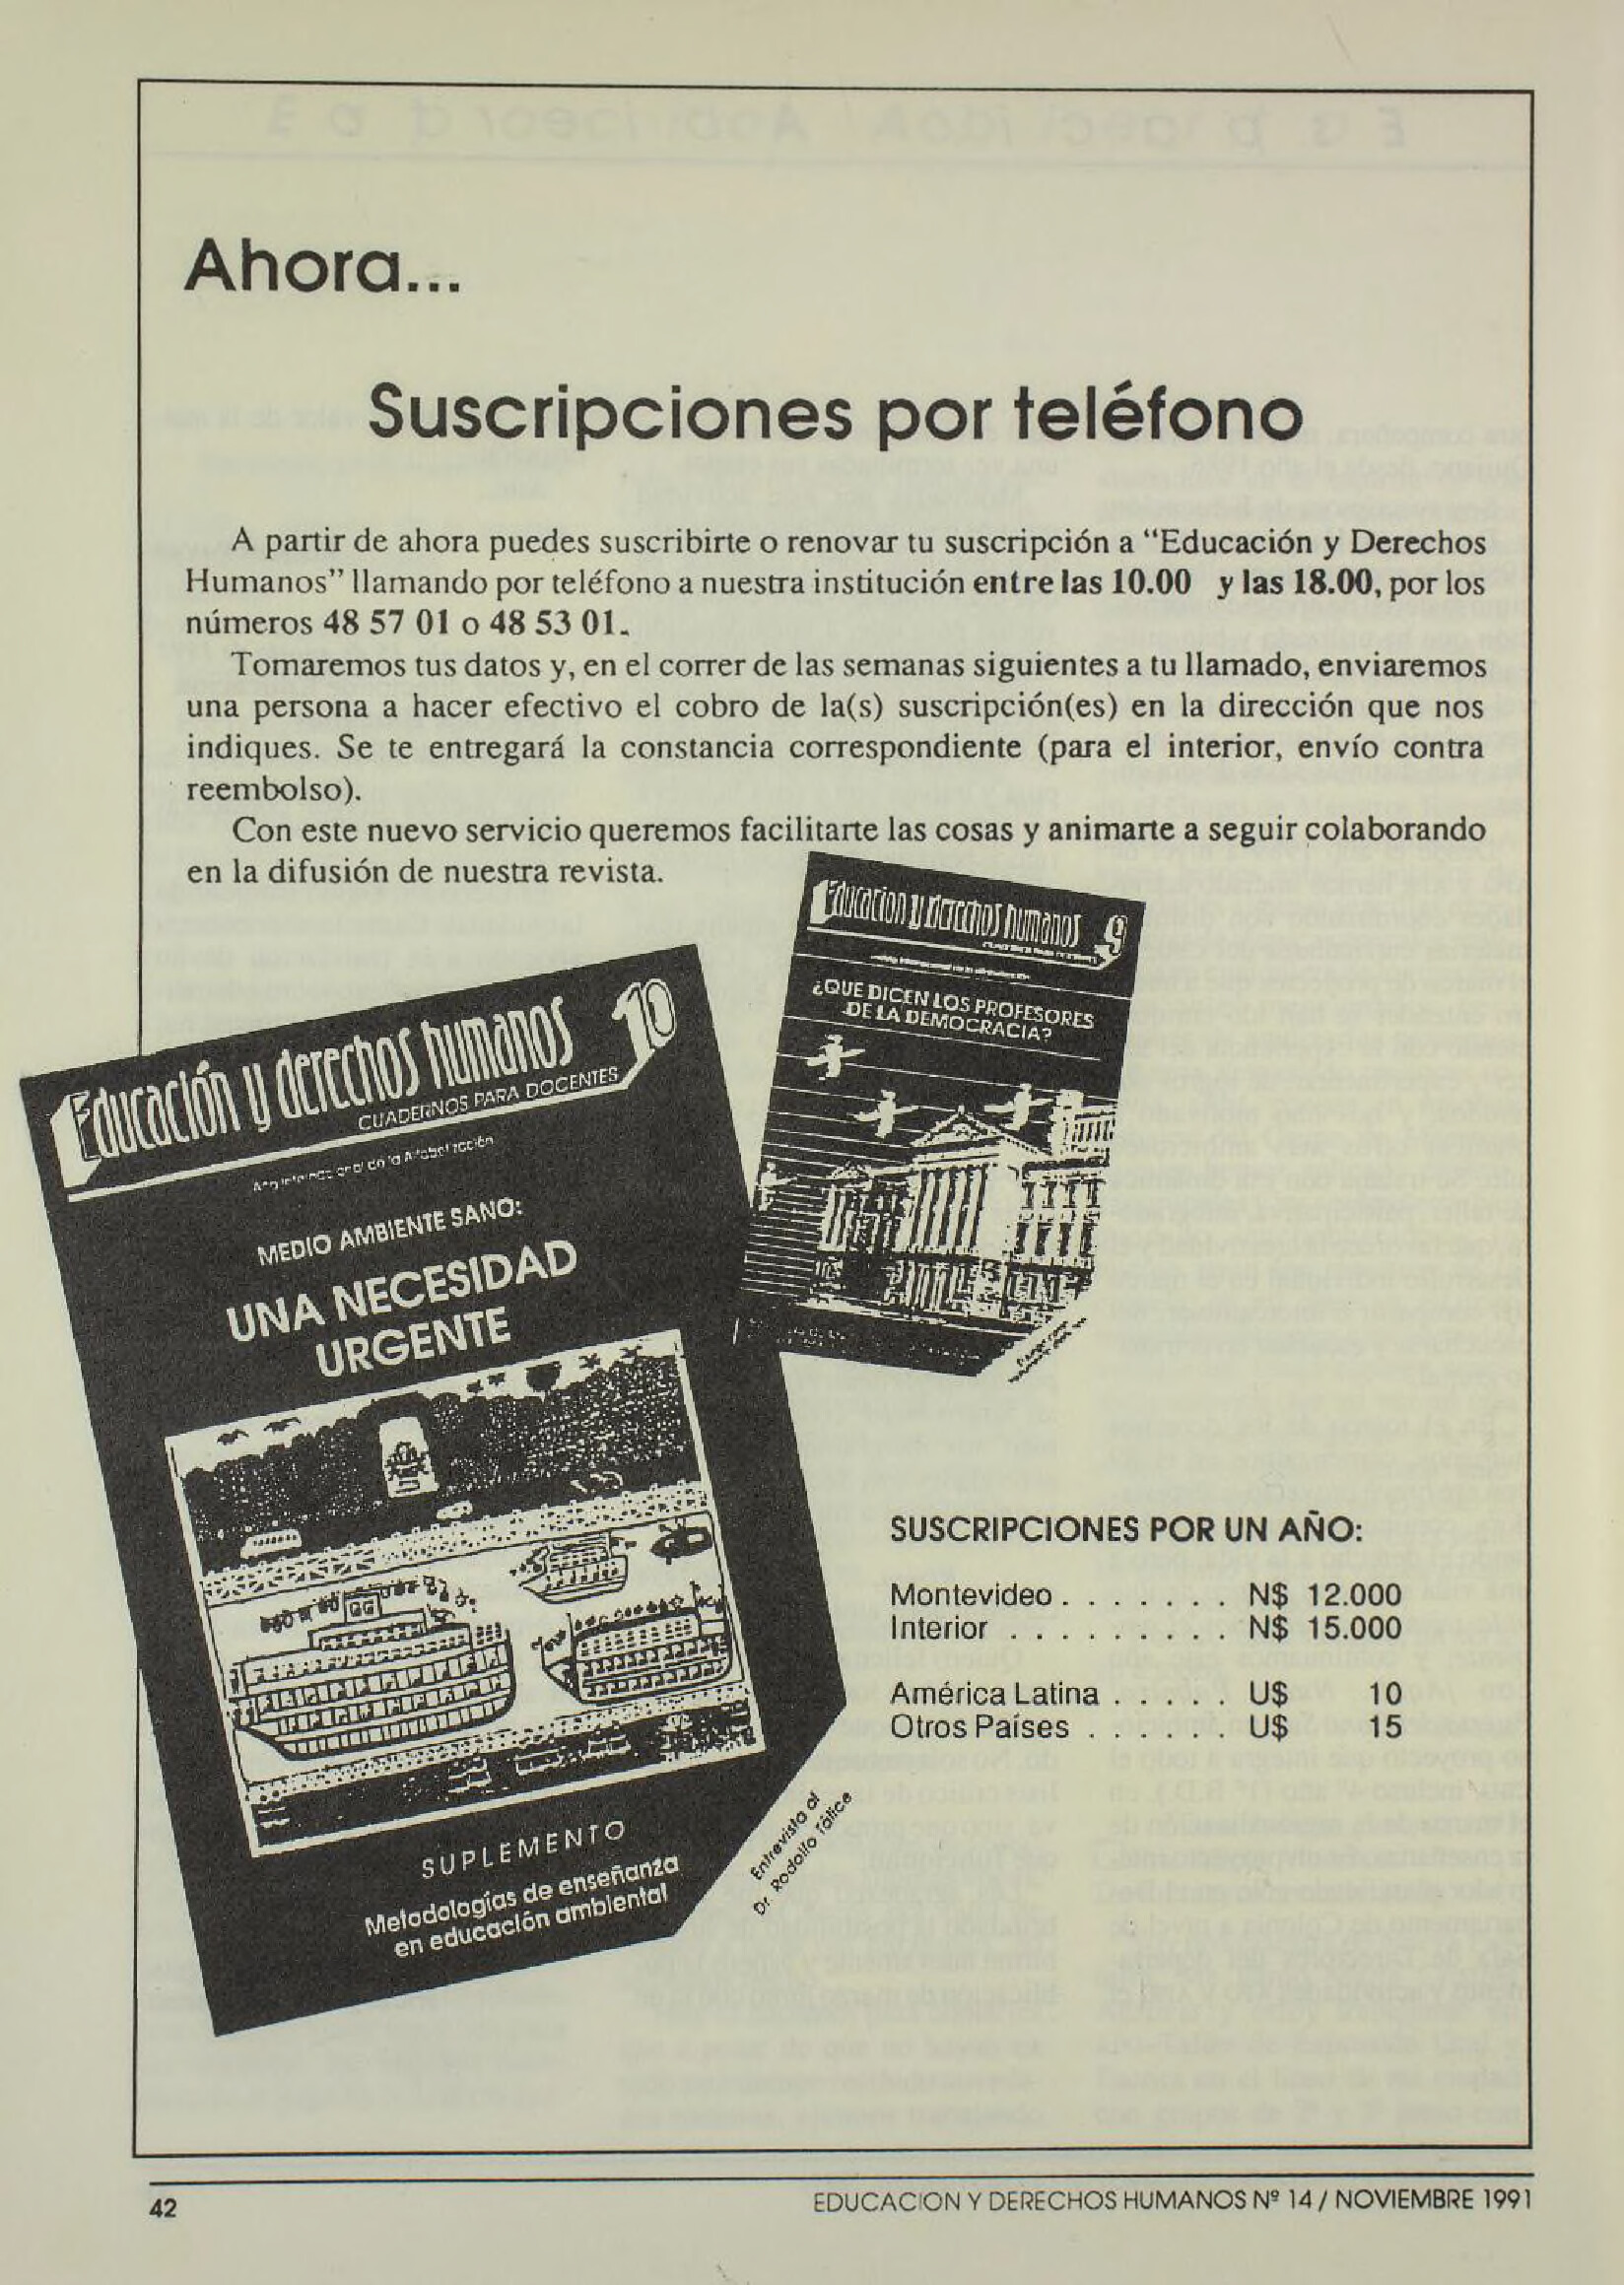 Ahora...
Suscripciones por teléfono
A partir de ahora puedes suscribirte o renovar tu suscripción a “Educación y Derechos
Humanos” llamando por teléfono a nuestra institución entre las 10.00 y las 18.00, por los
números 48 57 01 o 48 53 01.
Tomaremos tus datos y, en el correr de las semanas siguientes a tu llamado, enviaremos
una persona a hacer efectivo el cobro de la(s) suscripción(es) en la dirección que nos
indiques. Se te entregará la constancia correspondiente (para el interior, envío contra
reembolso).
Con este nuevo servicio queremos facilitarte las cosas y animarte a seguir colaborando
en la difusión de nuestra revista.
Educación y derechos humanos 9
¿QUE DICEN LOS PROFESORES
DE LA DEMOCRACIA?
Educación y derechos humanos 10
CUADERNOS PARA DOCENTES
Año Internacional de la Alfabetización
MEDIO AMBIENTE SANO:
UNA NECESIDAD
URGENTE
SUPLEMENTO
Metodologías de enseñanza
en educación ambiental
Entrevista al
Dr. Rodolfo Tálice
SUSCRIPCIONES POR UN AÑO:
Montevideo . . . . . . . N$ 12.000
Interior . . . . . . . . . N$ 15.000
América Latina . . . . . U$ 10
Otros Países . . . . . . U$ 15
42
EDUCACION Y DERECHOS HUMANOS Nº 14 / NOVIEMBRE 1991